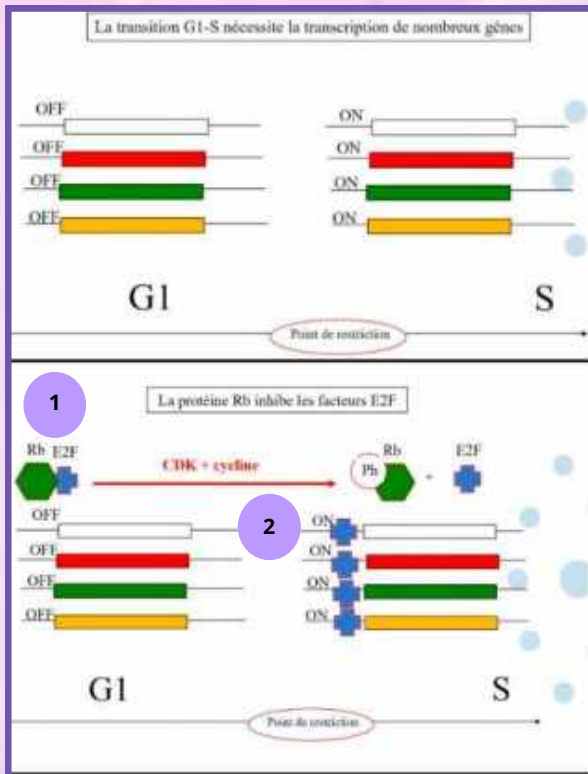 La transition G1-S nécessite la transcription de nombreux gènes
OFF
ON
OFF
ON
OFF
ON
OFF
ON
G1
S
Point de restriction
1
La protéine Rb inhibe les facteurs E2F
Rb E2F
CDK + cycline
Rb
E2F
Ph
+
OFF
2
ON
OFF
ON
OFF
ON
OFF
ON
G1
S
Point de restriction